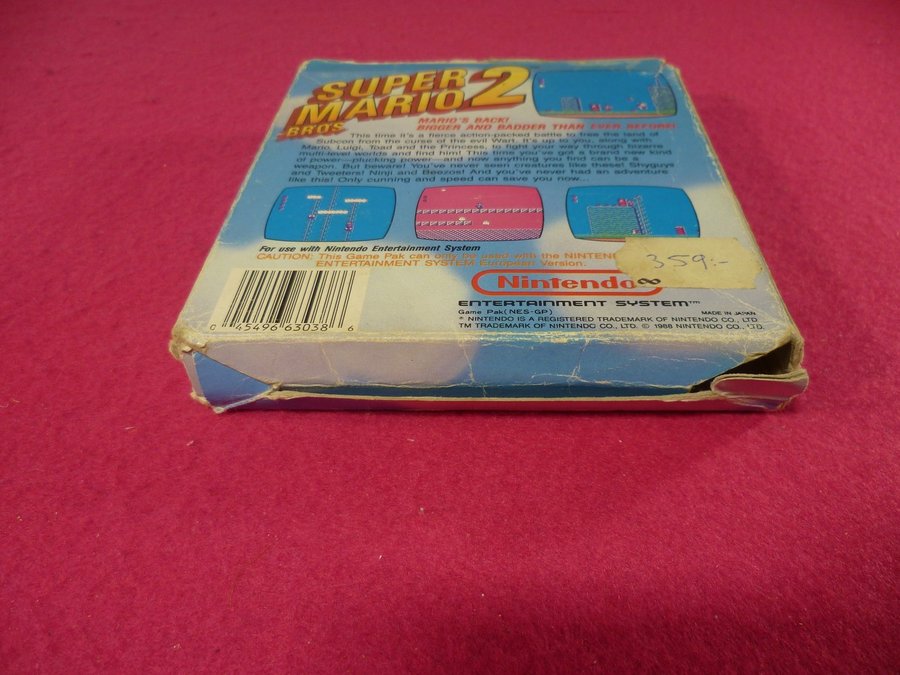 SUPER
MARIO 2
BROS
MARIO'S BACK!
BIGGER AND BADDER THAN EVER BEFORE!
This time it's a fierce action-packed battle to free the land of
Subcon from the curse of the evil Wart. It's up to you, along with
Mario, Luigi, Toad and the Princess, to fight your way through bizarre
multi-level worlds and find him! This time you've got a brand new kind
of power—plucking power—and now anything you find can be a
weapon. But beware! You've never seen creatures like these! Shyguys
and Tweeters! Ninji and Beezos! And you've never had an adventure
like this! Only cunning and speed can save you now...
For use with Nintendo Entertainment System
CAUTION: This Game Pak can only be used with the NINTEN
ENTERTAINMENT SYSTEM European Version.
359:-
Nintendo
ENTERTAINMENT SYSTEM™
Game Pak (NES-GP)
MADE IN JAPAN
® NINTENDO IS A REGISTERED TRADEMARK OF NINTENDO CO., LTD.
TM TRADEMARK OF NINTENDO CO., LTD. © 1988 NINTENDO CO., LTD.
0 45496 63038 6